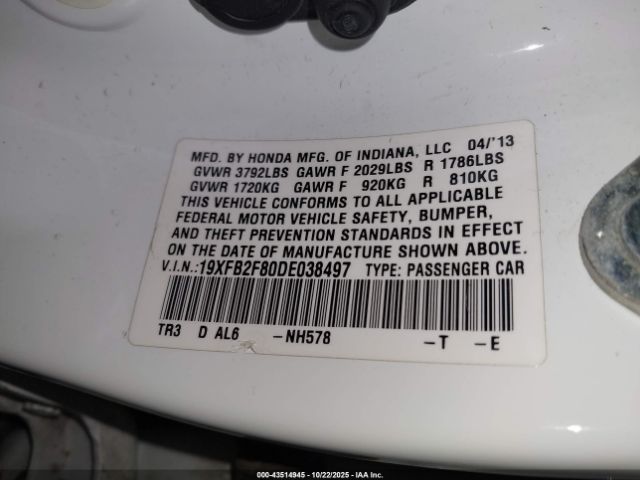 MFD. BY HONDA MFG. OF INDIANA, LLC 04/'13
GVWR 3792LBS GAWR F 2029LBS R 1786LBS
GVWR 1720KG GAWR F 920KG R 810KG
THIS VEHICLE CONFORMS TO ALL APPLICABLE
FEDERAL MOTOR VEHICLE SAFETY, BUMPER,
AND THEFT PREVENTION STANDARDS IN EFFECT
ON THE DATE OF MANUFACTURE SHOWN ABOVE.
V.I.N.:19XFB2F80DE038497 TYPE: PASSENGER CAR
TR3 D AL6 -NH578 -T -E
000-43514945 - 10/22/2025 - IAA Inc.